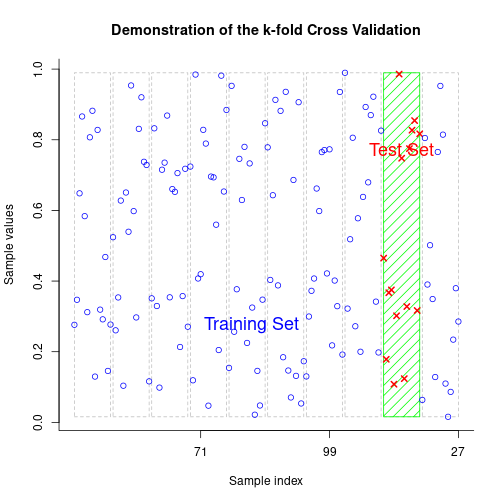 Demonstration of the k-fold Cross Validation
Sample values
1.0
0.8
0.6
0.4
0.2
0.0
Test Set
Training Set
71
99
27
Sample index